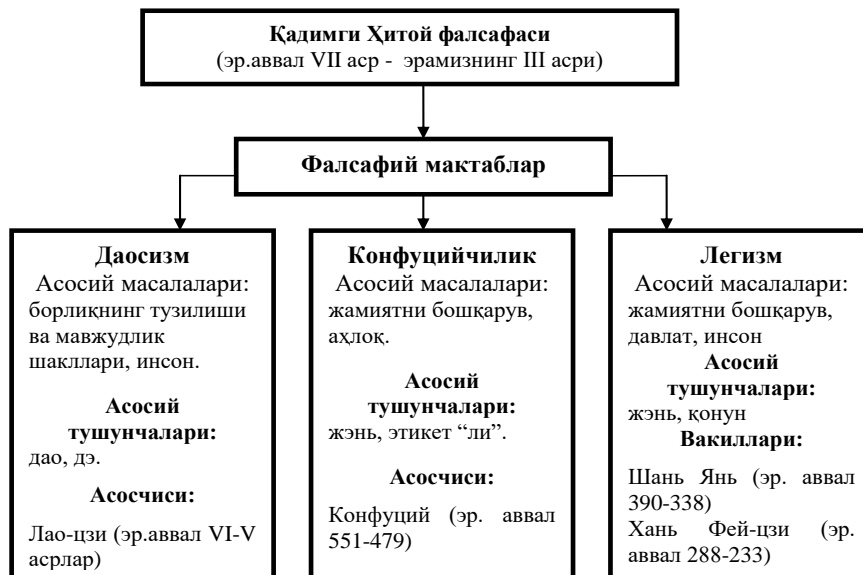 Қадимги Ҳитой фалсафаси
(эр.аввал VII аср - эрамизнинг III асри)
Фалсафий мактаблар
Даосизм
Асосий масалалари:
борлиқнинг тузилиши
ва мавжудлик
шакллари, инсон.
Асосий
тушунчалари:
дао, дэ.
Асосчиси:
Лао-цзи (эр.аввал VI-V
асрлар)
Конфуцийчилик
Асосий масалалари:
жамиятни бошқарув,
аҳлоқ.
Асосий
тушунчалари:
жэнь, этикет “ли”.
Асосчиси:
Конфуций (эр. аввал
551-479)
Легизм
Асосий масалалари:
жамиятни бошқарув,
давлат, инсон
Асосий
тушунчалари:
жэнь, қонун
Вакиллари:
Шань Янь (эр. аввал
390-338)
Хань Фей-цзи (эр.
аввал 288-233)